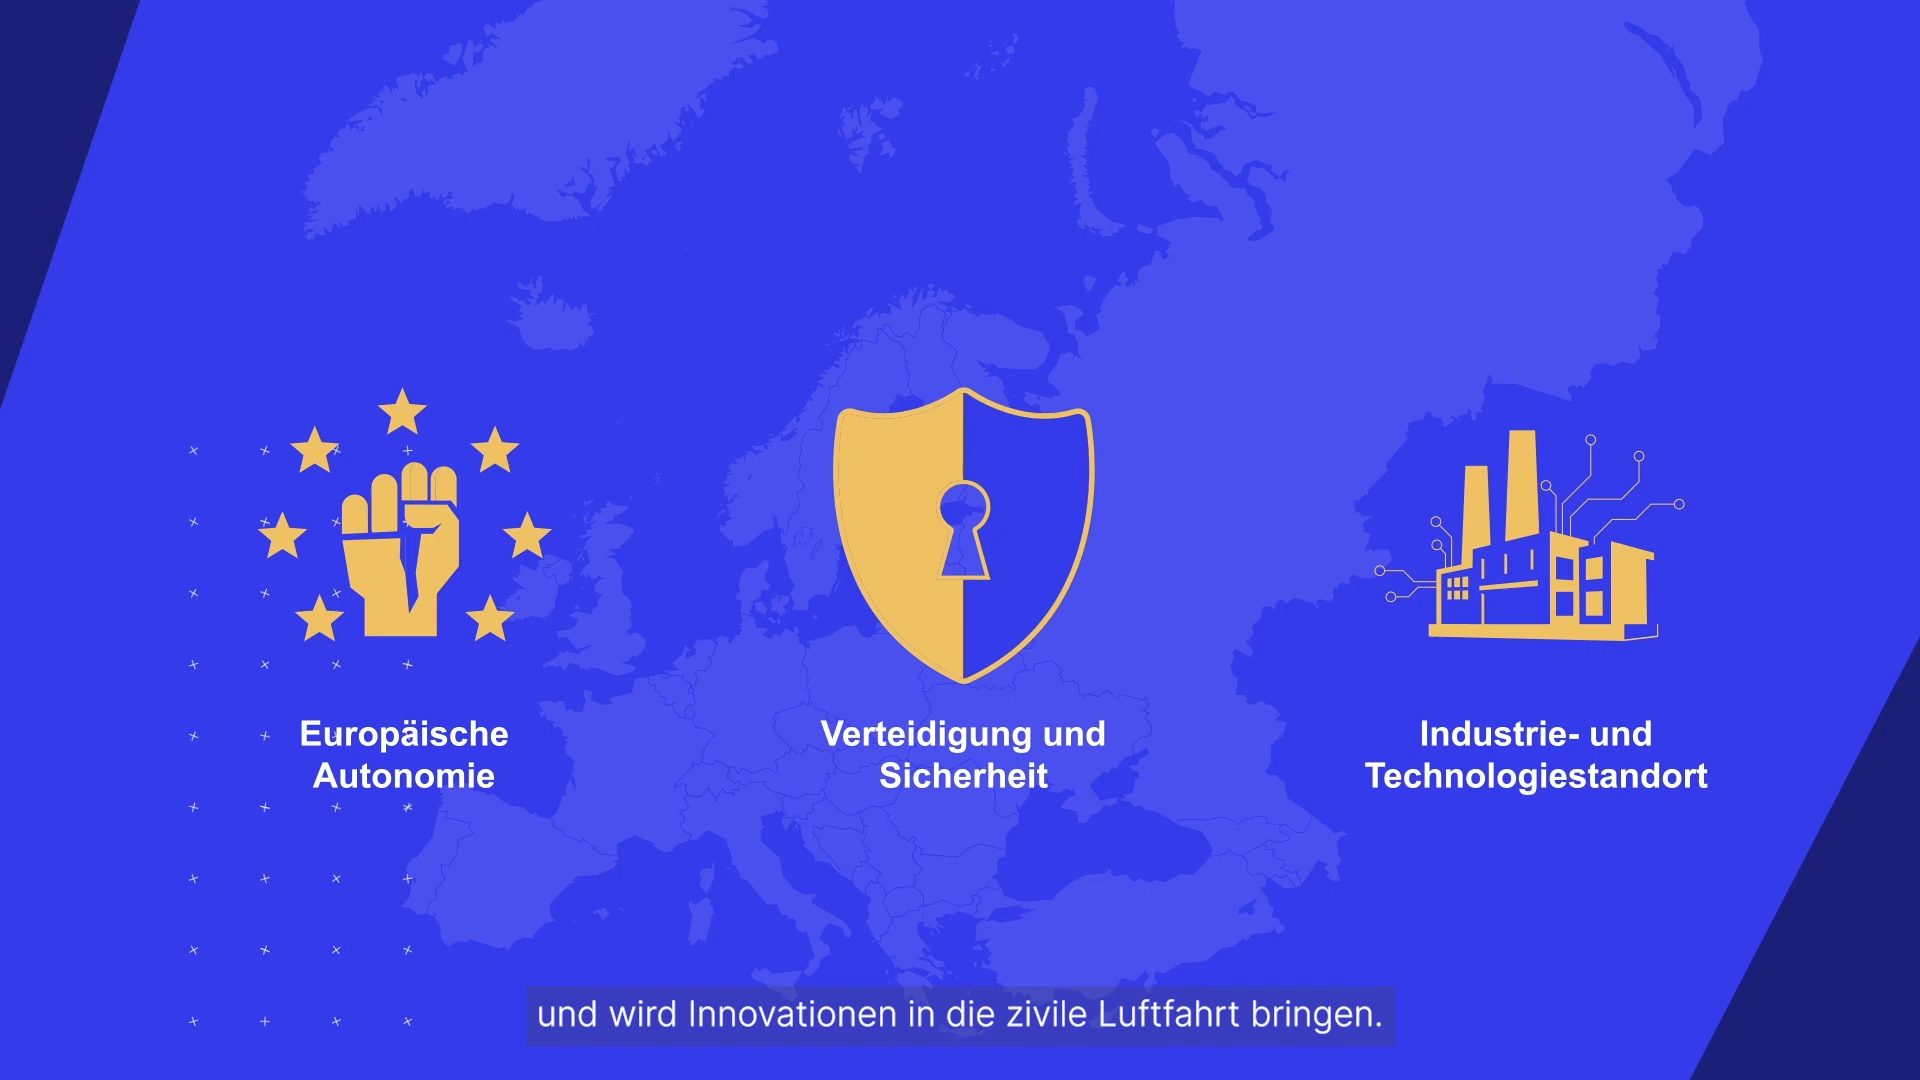 Europäische
Autonomie
Verteidigung und
Sicherheit
Industrie- und
Technologiestandort
und wird Innovationen in die zivile Luftfahrt bringen.